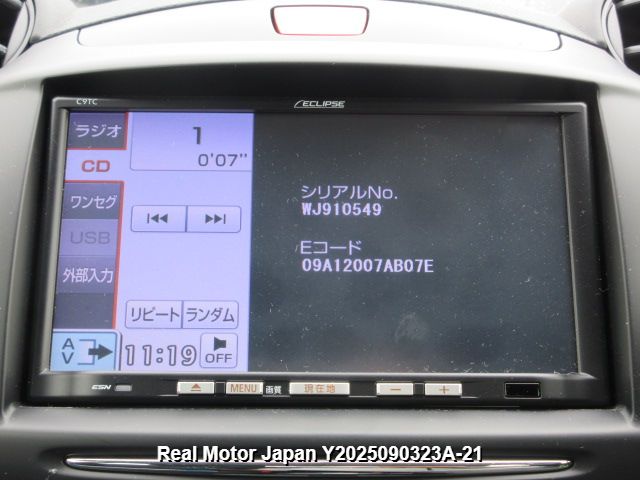 C9TC
ECLIPSE
ラジオ
1
0'07"
CD
シリアルNo.
WJ910549
ワンセグ
USB
Eコード
09A12007AB07E
外部入力
リピート ランダム
AV
11:19
OFF
ESN
MENU 画質 現在地
Real Motor Japan Y2025090323A-21